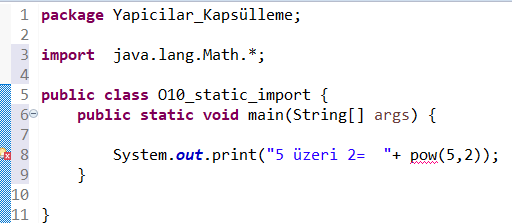 1 package Yapicilar_Kapsülleme;
2
3 import  java.lang.Math.*;
4
5 public class O10_static_import {
6     public static void main(String[] args) {
7
8         System.out.print("5 üzeri 2=  "+ pow(5,2));
9     }
10
11 }